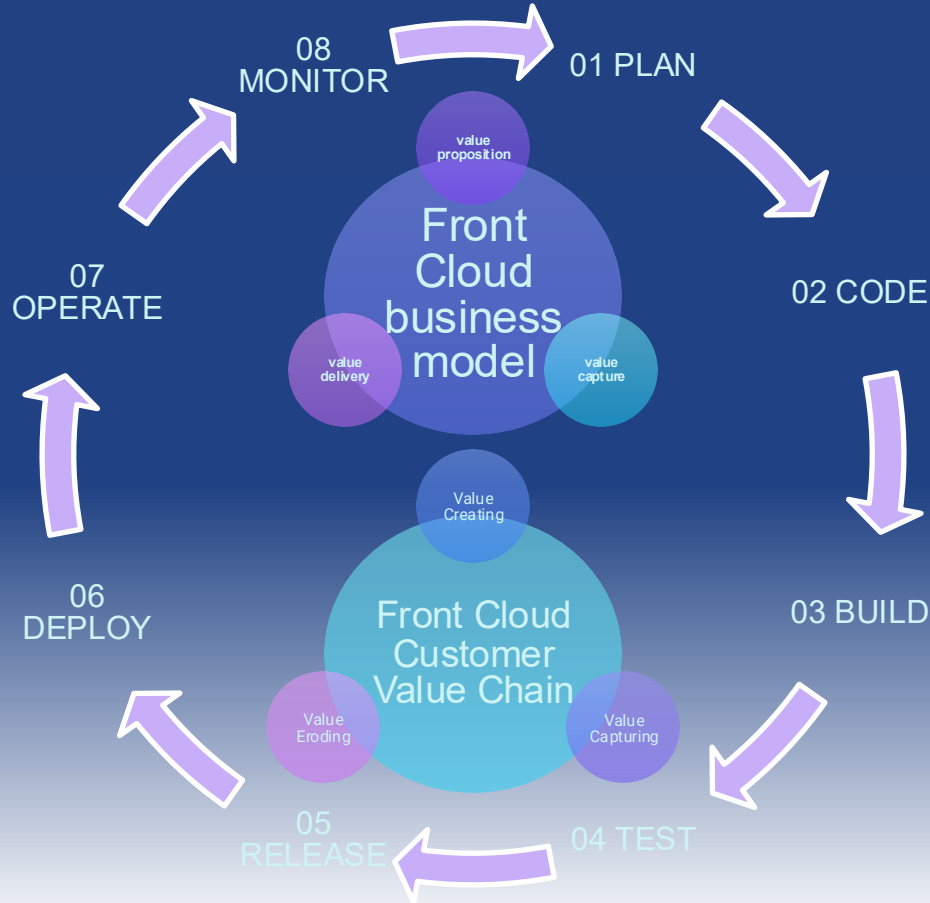 08
MONITOR
01 PLAN
value
proposition
Front
Cloud
business
model
07
OPERATE
02 CODE
value
delivery
value
capture
Value
Creating
06
DEPLOY
03 BUILD
Front Cloud
Customer
Value Chain
Value
Eroding
Value
Capturing
05
RELEASE
04 TEST